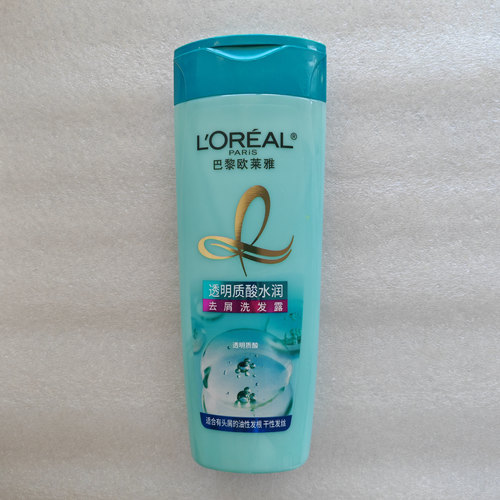 L'ORÉAL®
PARIS
巴黎欧莱雅
透明质酸水润
去屑洗发露
透明质酸
适合有头屑的油性发根 干性发丝